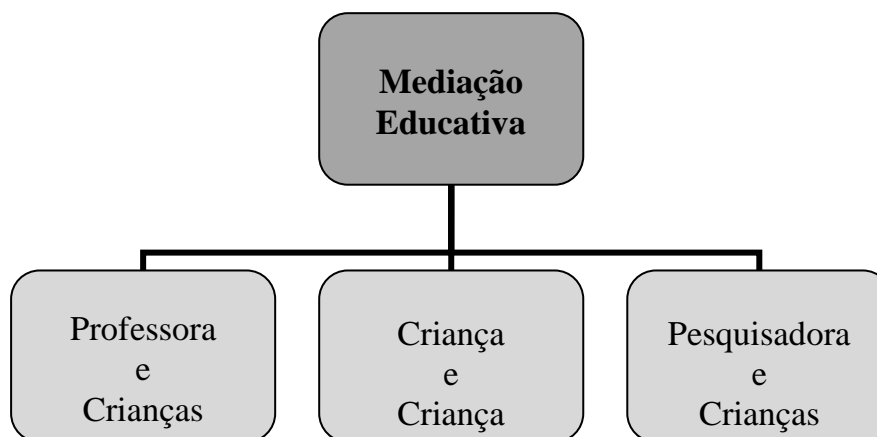 Mediação
Educativa
Professora
e
Crianças
Criança
e
Criança
Pesquisadora
e
Crianças